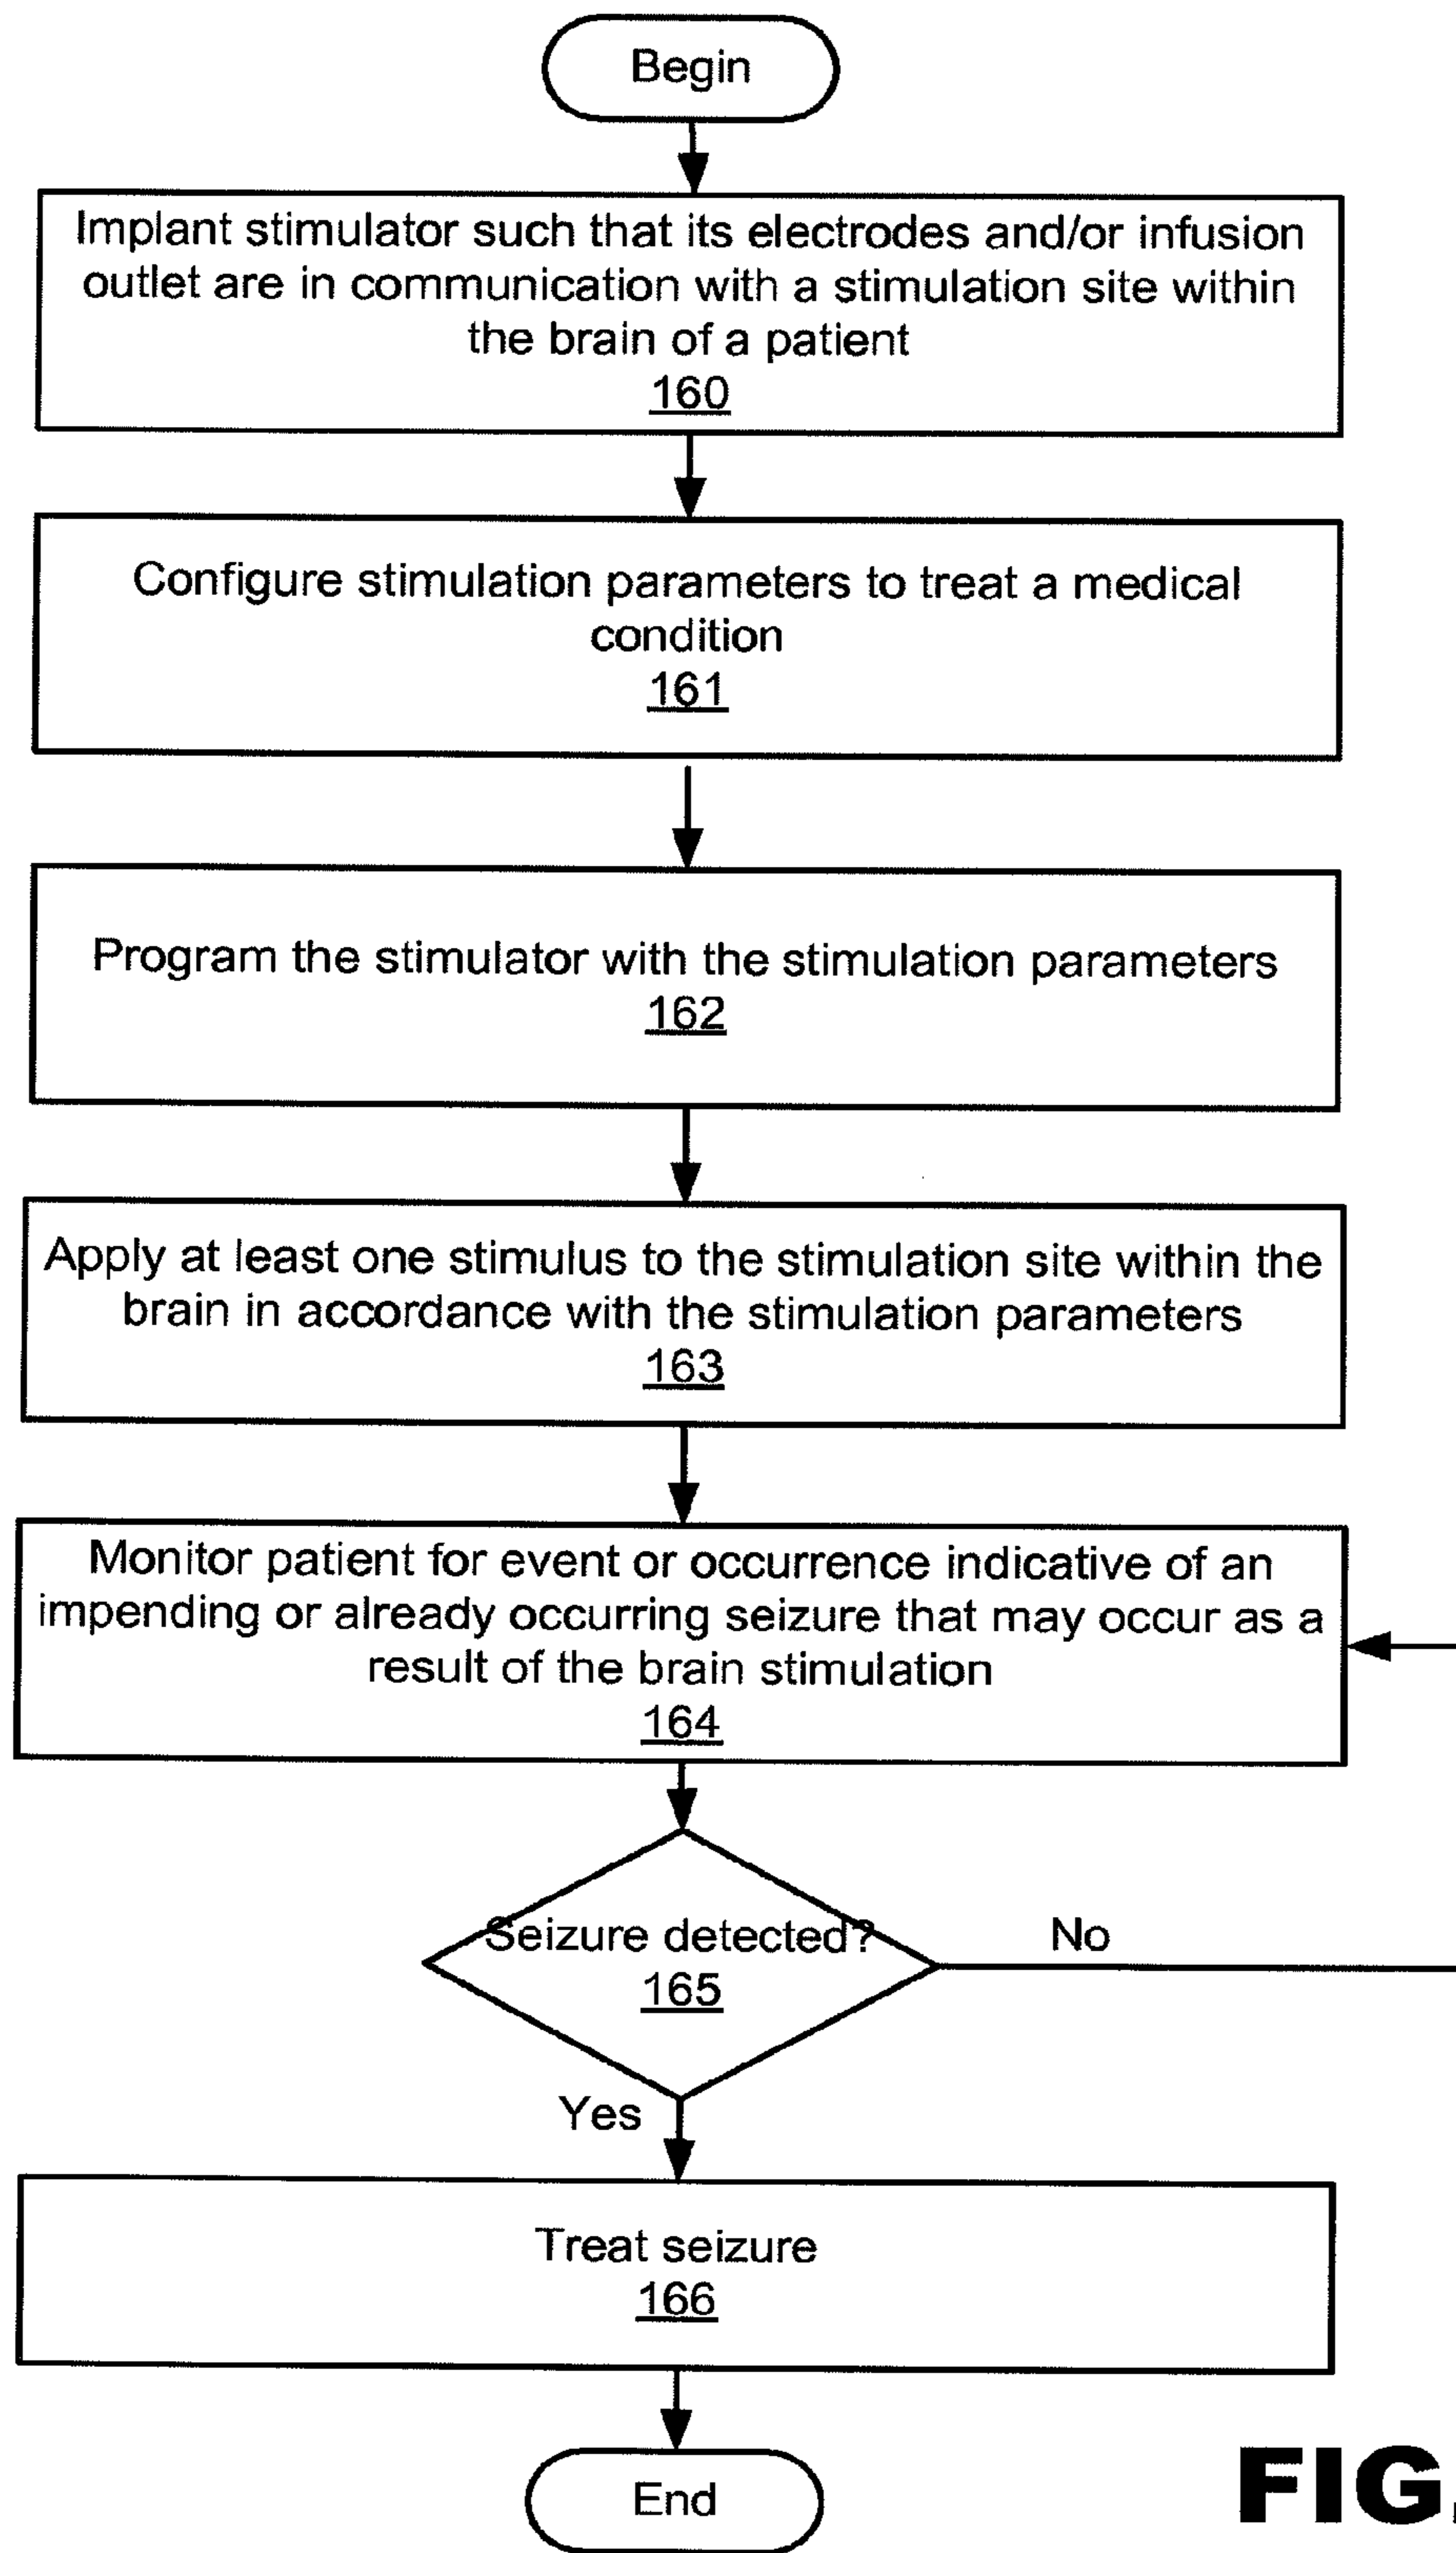 Begin
Implant stimulator such that its electrodes and/or infusion
outlet are in communication with a stimulation site within
the brain of a patient
160
Configure stimulation parameters to treat a medical
condition
161
Program the stimulator with the stimulation parameters
162
Apply at least one stimulus to the stimulation site within the
brain in accordance with the stimulation parameters
163
Monitor patient for event or occurrence indicative of an
impending or already occurring seizure that may occur as a
result of the brain stimulation
164
Seizure detected?
165
No
Yes
Treat seizure
166
End
FIG.